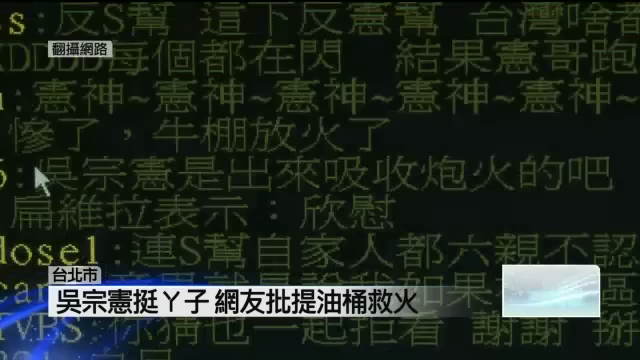 s: 反S幫 這下反憲幫 台灣啥都
翻攝網路
XDDDD每個都在閃 結果憲哥跑
:憲神~憲神~憲神~憲神~憲神
慘了，牛棚放火了
:吳宗憲是出來吸收炮火的吧
扁維拉表示：欣慰
dosel:連S幫自家人都六親不認
台北市
吳宗憲挺ㄚ子 網友批提油桶救火
TVBS:你猜也一起拒看 謝謝 掰